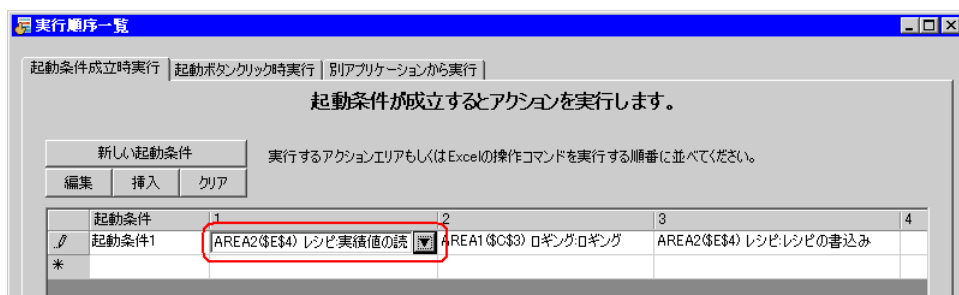 実行順序一覧
起動条件成立時実行 起動ボタンクリック時実行 別アプリケーションから実行
起動条件が成立するとアクションを実行します。
新しい起動条件 実行するアクションエリアもしくはExcelの操作コマンドを実行する順番に並べてください。
編集 挿入 クリア
起動条件 1 2 3 4
起動条件1 AREA2($E$4) レシピ:実績値の読 AREA1($C$3) ロギング:ロギング AREA2($E$4) レシピ:レシピの書込み
*